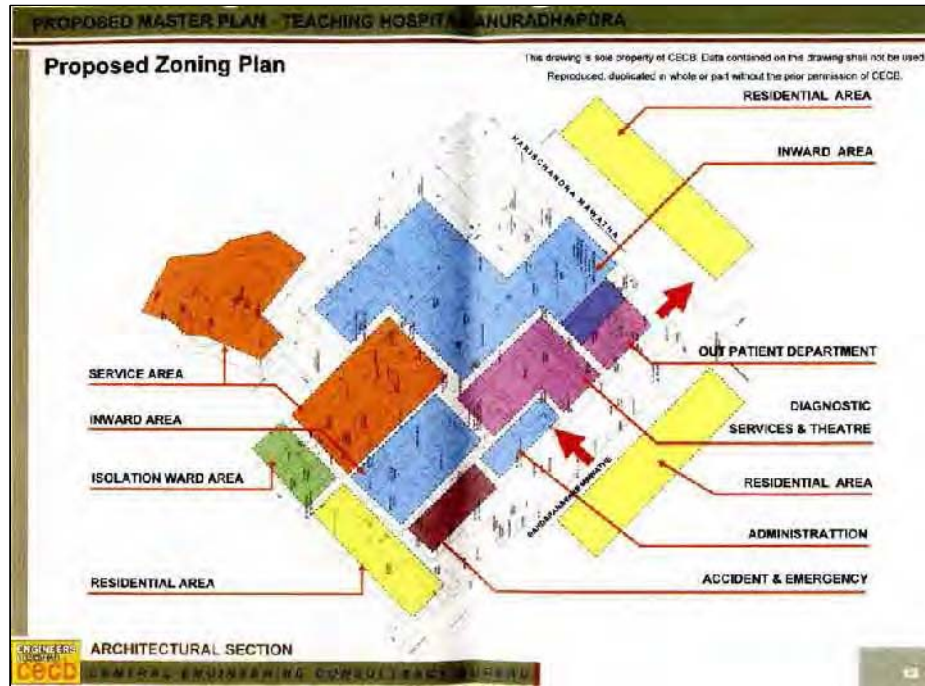 PROPOSED MASTER PLAN - TEACHING HOSPITAL ANURADHAPURA
Proposed Zoning Plan
This drawing is sole property of CECB. Data contained on this drawing shall not be used
Reproduced, duplicated in whole or part without the prior permission of CECB.
RESIDENTIAL AREA
HARISCHANDRA MAWATHA
INWARD AREA
OUT PATIENT DEPARTMENT
SERVICE AREA
DIAGNOSTIC
SERVICES & THEATRE
INWARD AREA
ISOLATION WARD AREA
RESIDENTIAL AREA
ADMINISTRATTION
RESIDENTIAL AREA
ACCIDENT & EMERGENCY
ARCHITECTURAL SECTION
ENGINEERS
cecb
CENTRAL ENGINEERING CONSULTANCY BUREAU